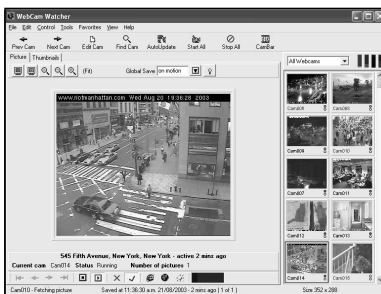 WebCam Watcher
File Edit Control Tools Favorites View Help
Prev Cam Next Cam Edit Cam Find Cam AutoUpdate Start All Stop All CamBar
Picture Thumbnails
(Fit) Global Save on motion
All Webcams
www.notmanhattan.com Wed Aug 20 19:36:28 2003
Cam005 Cam008
Cam009 Cam010
Cam007 Cam011
Cam012 Cam013
Cam014 Cam015
545 Fifth Avenue, New York, New York - active 2 mins ago
Current cam Cam014 Status Running Number of pictures 1
Cam010 - Fetching picture Saved at 11:36:30 a.m. 21/08/2003 - 2 mins ago [1 of 1] Size 352 x 288